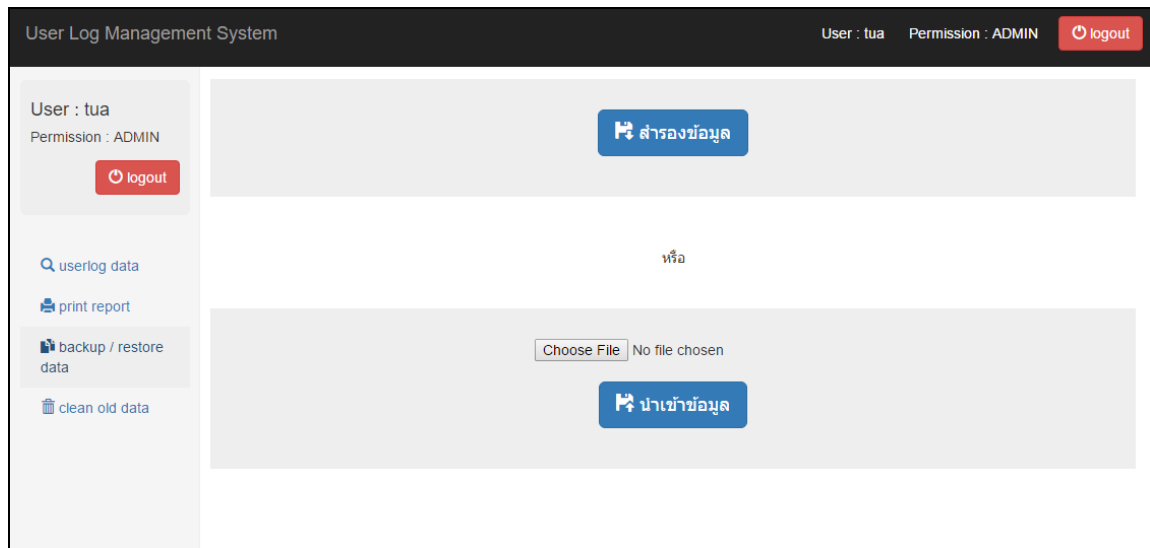 User Log Management System
User : tua Permission : ADMIN logout
User : tua
Permission : ADMIN
logout
userlog data
print report
backup / restore
data
clean old data
สำรองข้อมูล
หรือ
Choose File No file chosen
นำเข้าข้อมูล